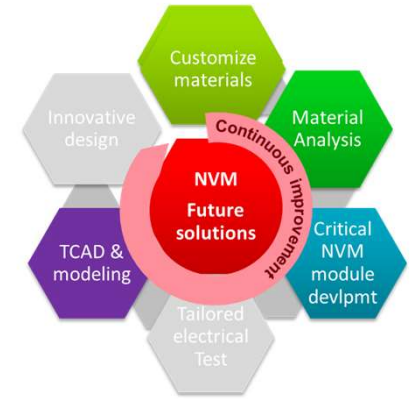 Customize
materials
Innovative
design
Material
Analysis
Continuous improvement
NVM
Future
solutions
TCAD &
modeling
Critical
NVM
module
devlpmt
Tailored
electrical
Test